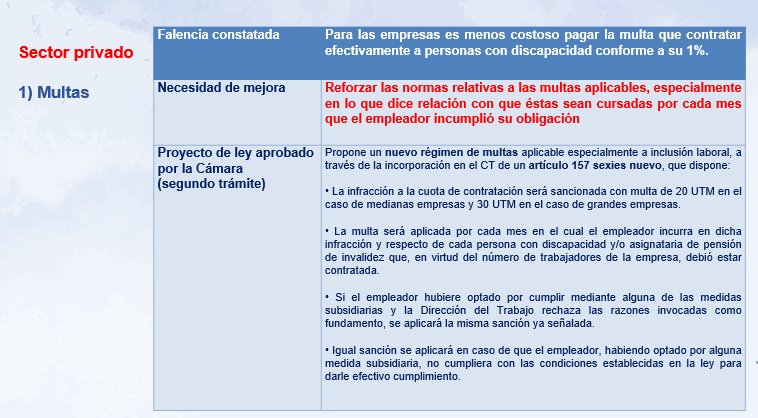 Sector privado
1) Multas
Falencia constatada
Para las empresas es menos costoso pagar la multa que contratar
efectivamente a personas con discapacidad conforme a su 1%.
Necesidad de mejora
Reforzar las normas relativas a las multas aplicables, especialmente
en lo que dice relación con que éstas sean cursadas por cada mes
que el empleador incumplió su obligación
Proyecto de ley aprobado
por la Cámara
(segundo trámite)
Propone un nuevo régimen de multas aplicable especialmente a inclusión laboral, a
través de la incorporación en el CT de un artículo 157 sexies nuevo, que dispone:
• La infracción a la cuota de contratación será sancionada con multa de 20 UTM en el
caso de medianas empresas y 30 UTM en el caso de grandes empresas.
• La multa será aplicada por cada mes en el cual el empleador incurra en dicha
infracción y respecto de cada persona con discapacidad y/o asignataria de pensión
de invalidez que, en virtud del número de trabajadores de la empresa, debió estar
contratada.
• Si el empleador hubiere optado por cumplir mediante alguna de las medidas
subsidiarias y la Dirección del Trabajo rechaza las razones invocadas como
fundamento, se aplicará la misma sanción ya señalada.
• Igual sanción se aplicará en caso de que el empleador, habiendo optado por alguna
medida subsidiaria, no cumpliera con las condiciones establecidas en la ley para
darle efectivo cumplimiento.